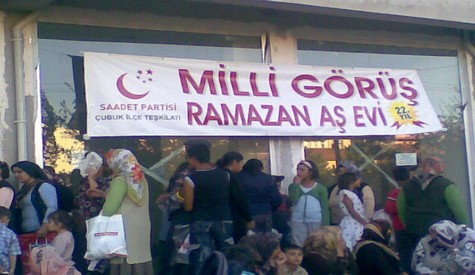 MİLLİ GÖRÜŞ
RAMAZAN AŞ EVİ
SAADET PARTİSİ
ÇUBUK İLÇE TEŞKİLATI
22.
YIL